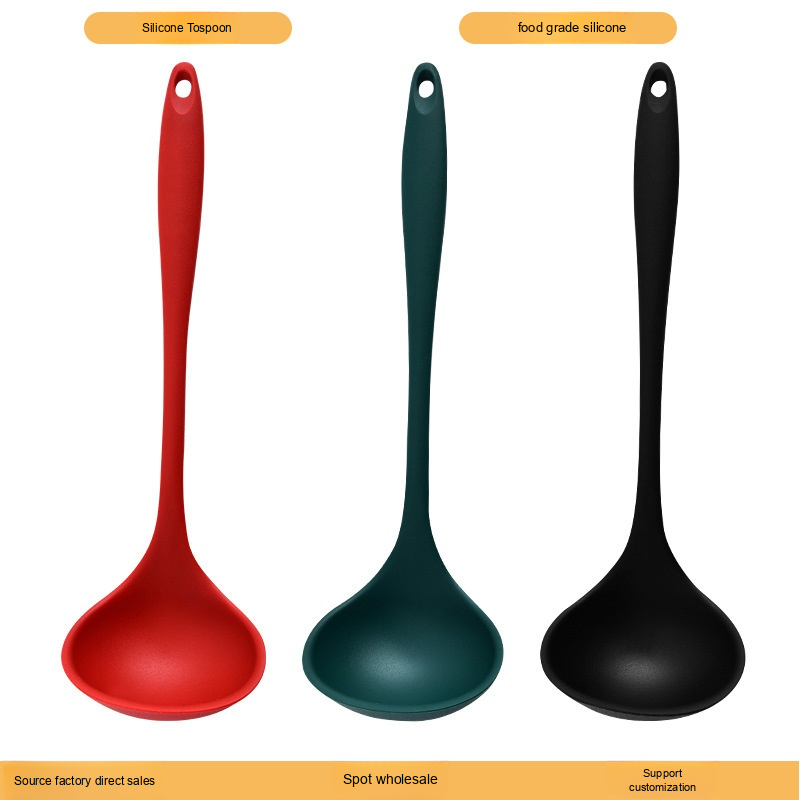 Silicone Tospoon
food grade silicone
Source factory direct sales
Spot wholesale
Support
customization